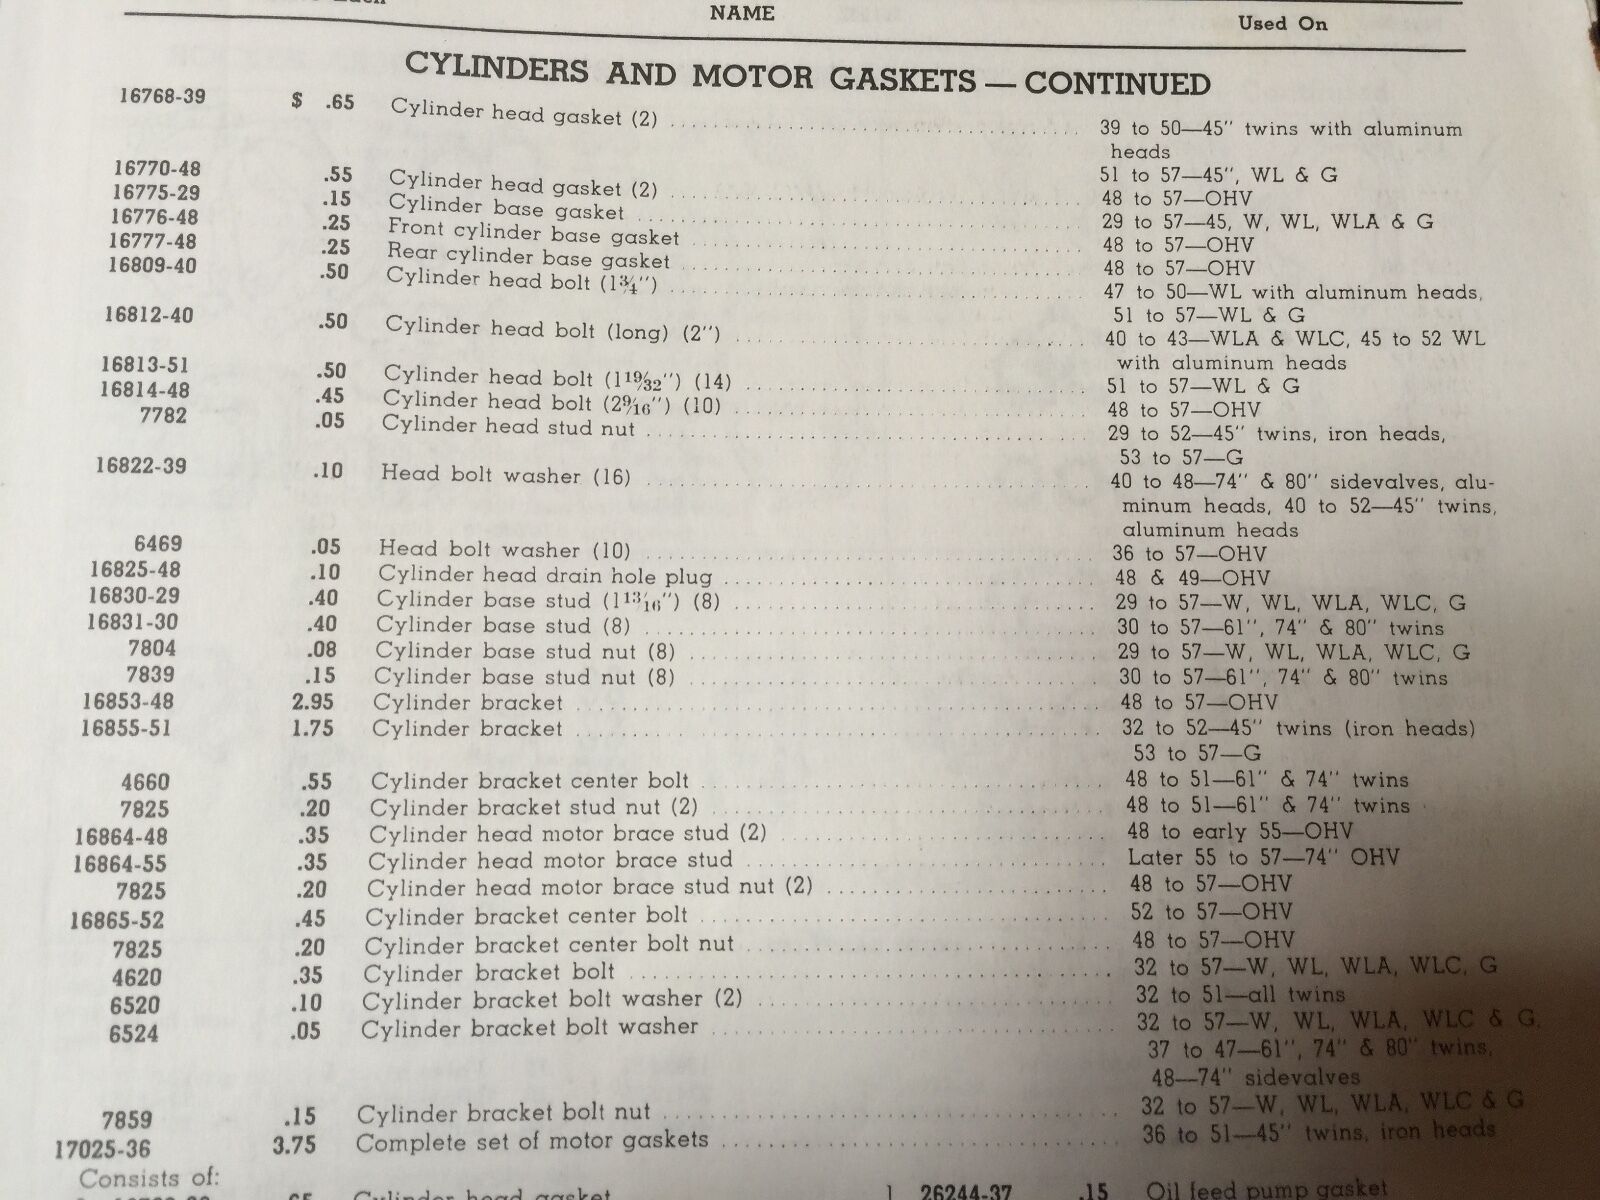 Each
NAME
Used On
CYLINDERS AND MOTOR GASKETS — CONTINUED
16768-39 $ .65 Cylinder head gasket (2) 39 to 50—45" twins with aluminum
heads
51 to 57—45", WL & G
16770-48 .55 Cylinder head gasket (2) 48 to 57—OHV
16775-29 .15 Cylinder base gasket 29 to 57—45, W, WL, WLA & G
16776-48 .25 Front cylinder base gasket 48 to 57—OHV
16777-48 .25 Rear cylinder base gasket 48 to 57—OHV
16809-40 .50 Cylinder head bolt (1¾") 47 to 50—WL with aluminum heads,
51 to 57—WL & G
16812-40 .50 Cylinder head bolt (long) (2") 40 to 43—WLA & WLC, 45 to 52 WL
with aluminum heads
16813-51 .50 Cylinder head bolt (1 19/32") (14) 51 to 57—WL & G
16814-48 .45 Cylinder head bolt (2 9/16") (10) 48 to 57—OHV
7782 .05 Cylinder head stud nut 29 to 52—45" twins, iron heads,
53 to 57—G
16822-39 .10 Head bolt washer (16) 40 to 48—74" & 80" sidevalves, alu-
minum heads, 40 to 52—45" twins,
aluminum heads
6469 .05 Head bolt washer (10) 36 to 57—OHV
16825-48 .10 Cylinder head drain hole plug 48 & 49—OHV
16830-29 .40 Cylinder base stud (1 13/16") (8) 29 to 57—W, WL, WLA, WLC, G
16831-30 .40 Cylinder base stud (8) 30 to 57—61", 74" & 80" twins
7804 .08 Cylinder base stud nut (8) 29 to 57—W, WL, WLA, WLC, G
7839 .15 Cylinder base stud nut (8) 30 to 57—61", 74" & 80" twins
16853-48 2.95 Cylinder bracket 48 to 57—OHV
16855-51 1.75 Cylinder bracket 32 to 52—45" twins (iron heads)
53 to 57—G
4660 .55 Cylinder bracket center bolt 48 to 51—61" & 74" twins
7825 .20 Cylinder bracket stud nut (2) 48 to 51—61" & 74" twins
16864-48 .35 Cylinder head motor brace stud (2) 48 to early 55—OHV
16864-55 .35 Cylinder head motor brace stud Later 55 to 57—74" OHV
7825 .20 Cylinder head motor brace stud nut (2) 48 to 57—OHV
16865-52 .45 Cylinder bracket center bolt 52 to 57—OHV
7825 .20 Cylinder bracket center bolt nut 48 to 57—OHV
4620 .35 Cylinder bracket bolt 32 to 57—W, WL, WLA, WLC, G
6520 .10 Cylinder bracket bolt washer (2) 32 to 51—all twins
6524 .05 Cylinder bracket bolt washer 32 to 57—W, WL, WLA, WLC & G,
37 to 47—61", 74" & 80" twins,
48—74" sidevalves
7859 .15 Cylinder bracket bolt nut 32 to 57—W, WL, WLA, WLC & G
17025-36 3.75 Complete set of motor gaskets 36 to 51—45" twins, iron heads
Consists of:
.65 Cylinder head gasket 1 26244-37 .15 Oil feed pump gasket